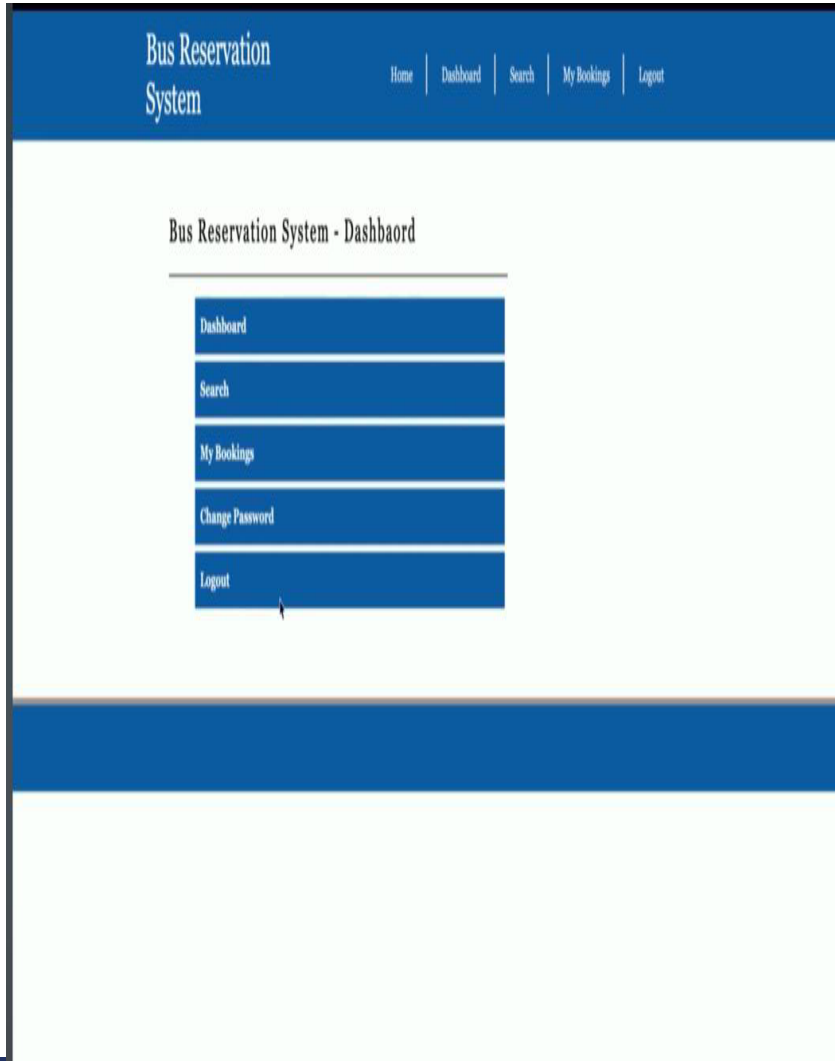 Bus Reservation
System
Home
Dashboard
Search
My Bookings
Logout
Bus Reservation System - Dashbaord
Dashboard
Search
My Bookings
Change Password
Logout